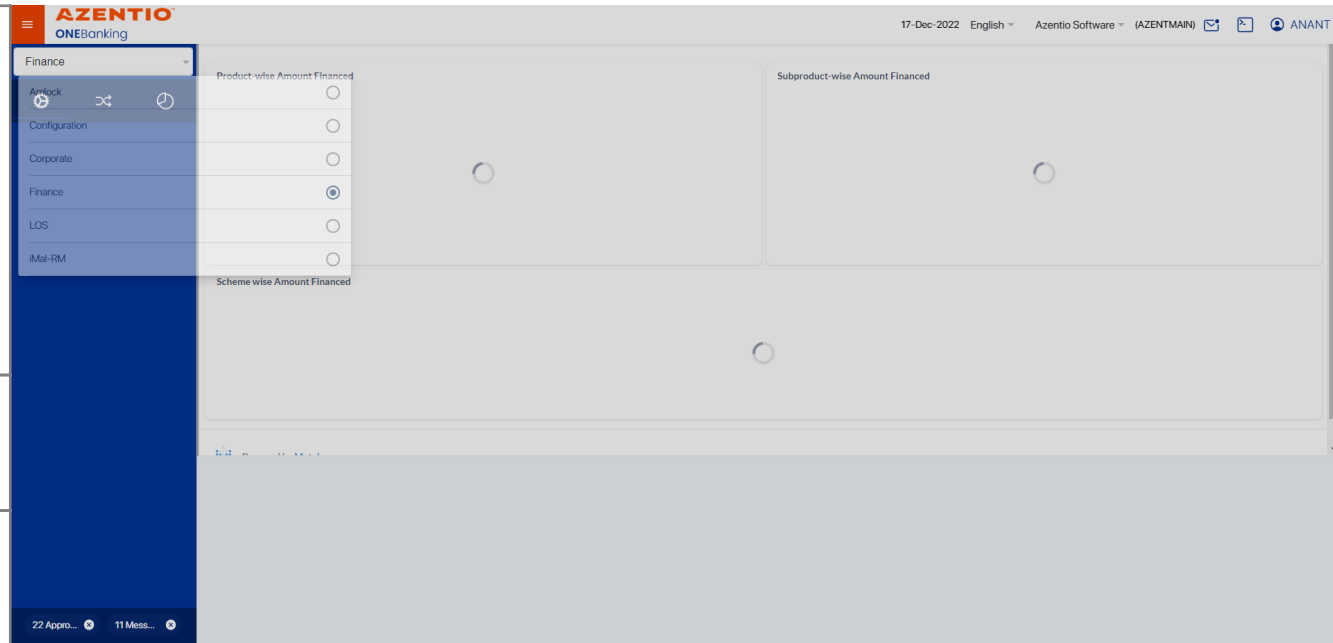 AZENTIO
ONEBanking
17-Dec-2022 English Azentio Software (AZENTMAIN) ANANT
Finance
Product-wise Amount Financed
Subproduct-wise Amount Financed
Amlock
Configuration
Corporate
Finance
LOS
iMal-RM
Scheme wise Amount Financed
22 Appro...
11 Mess...